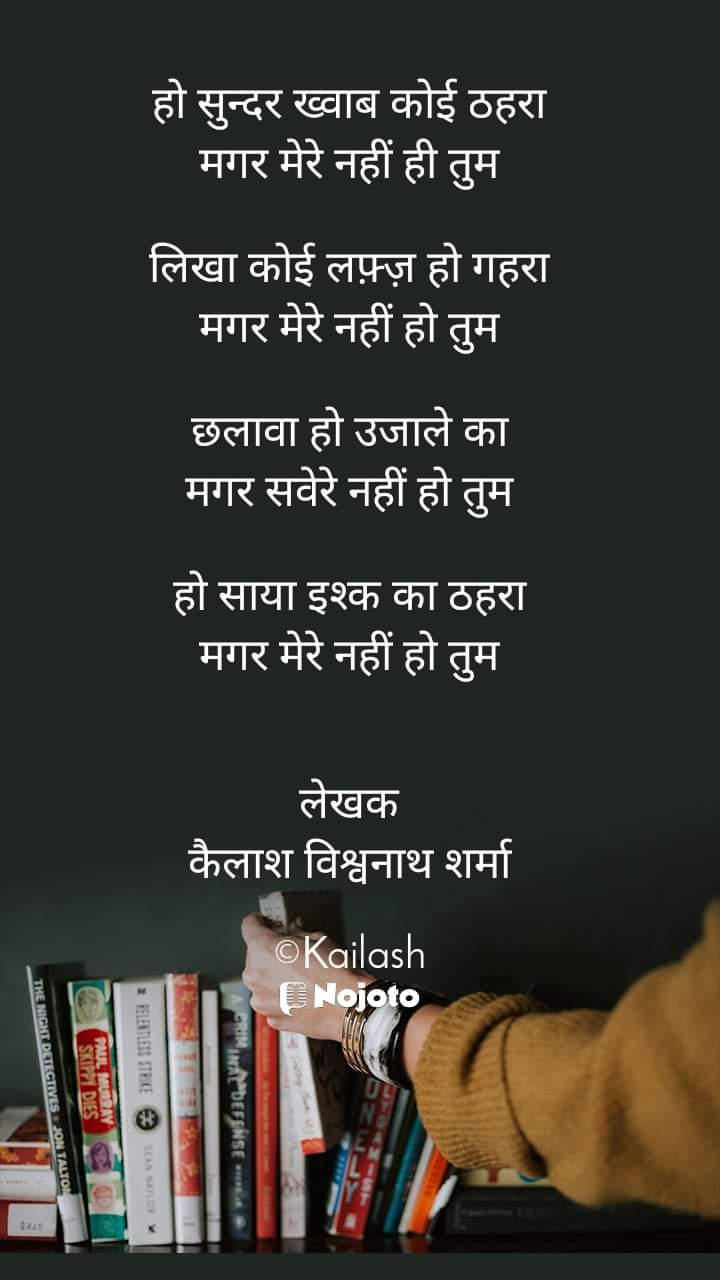 हो सुन्दर ख्वाब कोई ठहरा
मगर मेरे नहीं ही तुम
लिखा कोई लफ़्ज़ हो गहरा
मगर मेरे नहीं हो तुम
छलावा हो उजाले का
मगर सवेरे नहीं हो तुम
हो साया इश्क का ठहरा
मगर मेरे नहीं हो तुम
लेखक
कैलाश विश्वनाथ शर्मा
©Kailash
Nojoto
THE NIGHT DETECTIVES JON TALTON
PAUL MURRAY
SKIPPY DIES
RELENTLESS STRIKE SEAN NAYLOR
A CRIMINAL DEFENSE